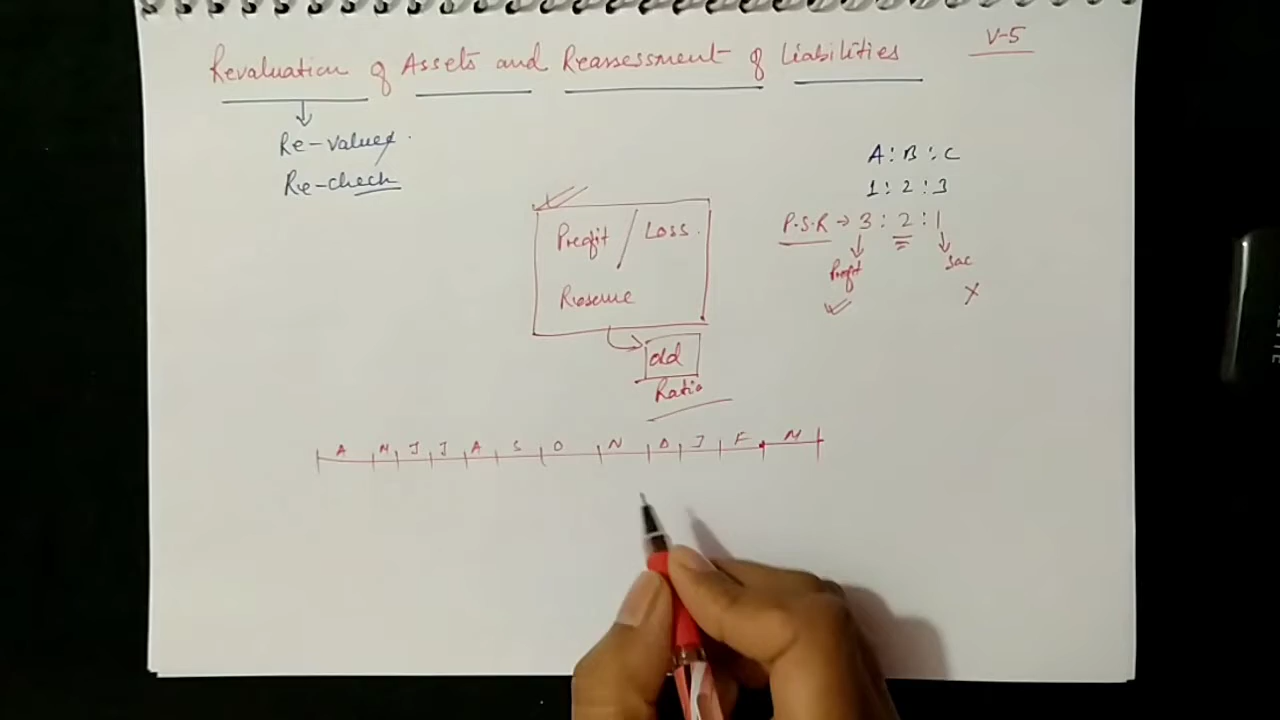 Revaluation of Assets and Reassessment of Liabilities
V-5
Re-valued.
Re-check
A : B : C
1 : 2 : 3
P.S.R → 3 : 2 : 1
Profit
Sac
Profit / Loss.
Reserve
old
Ratio
A M J J A S O N D J F M